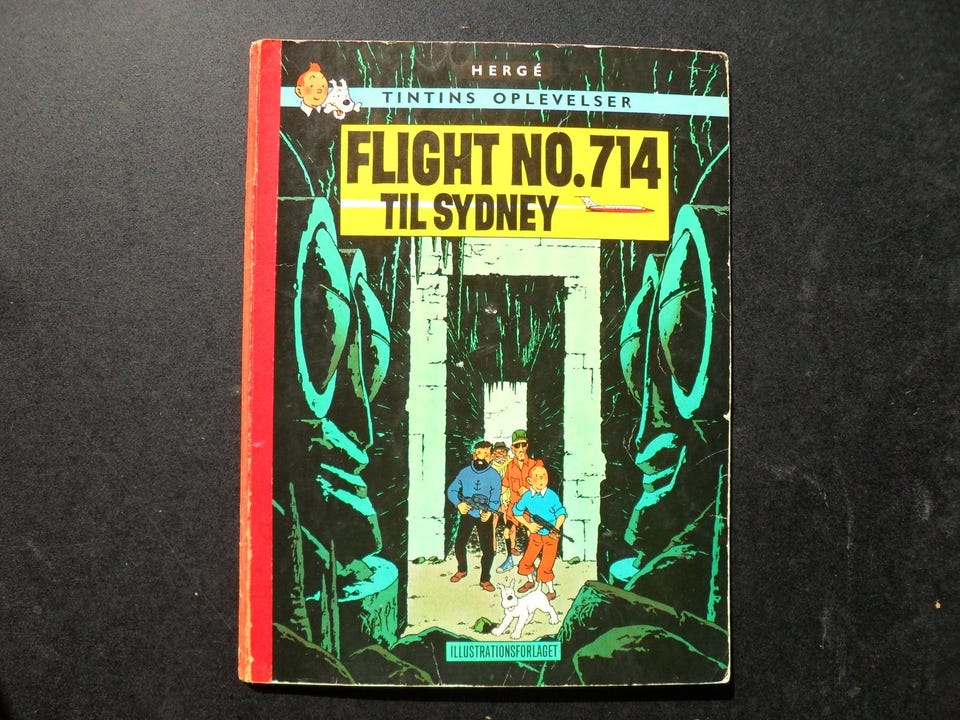 HERGÉ
TINTINS OPLEVELSER
FLIGHT NO.714
TIL SYDNEY
ILLUSTRATIONSFORLAGET